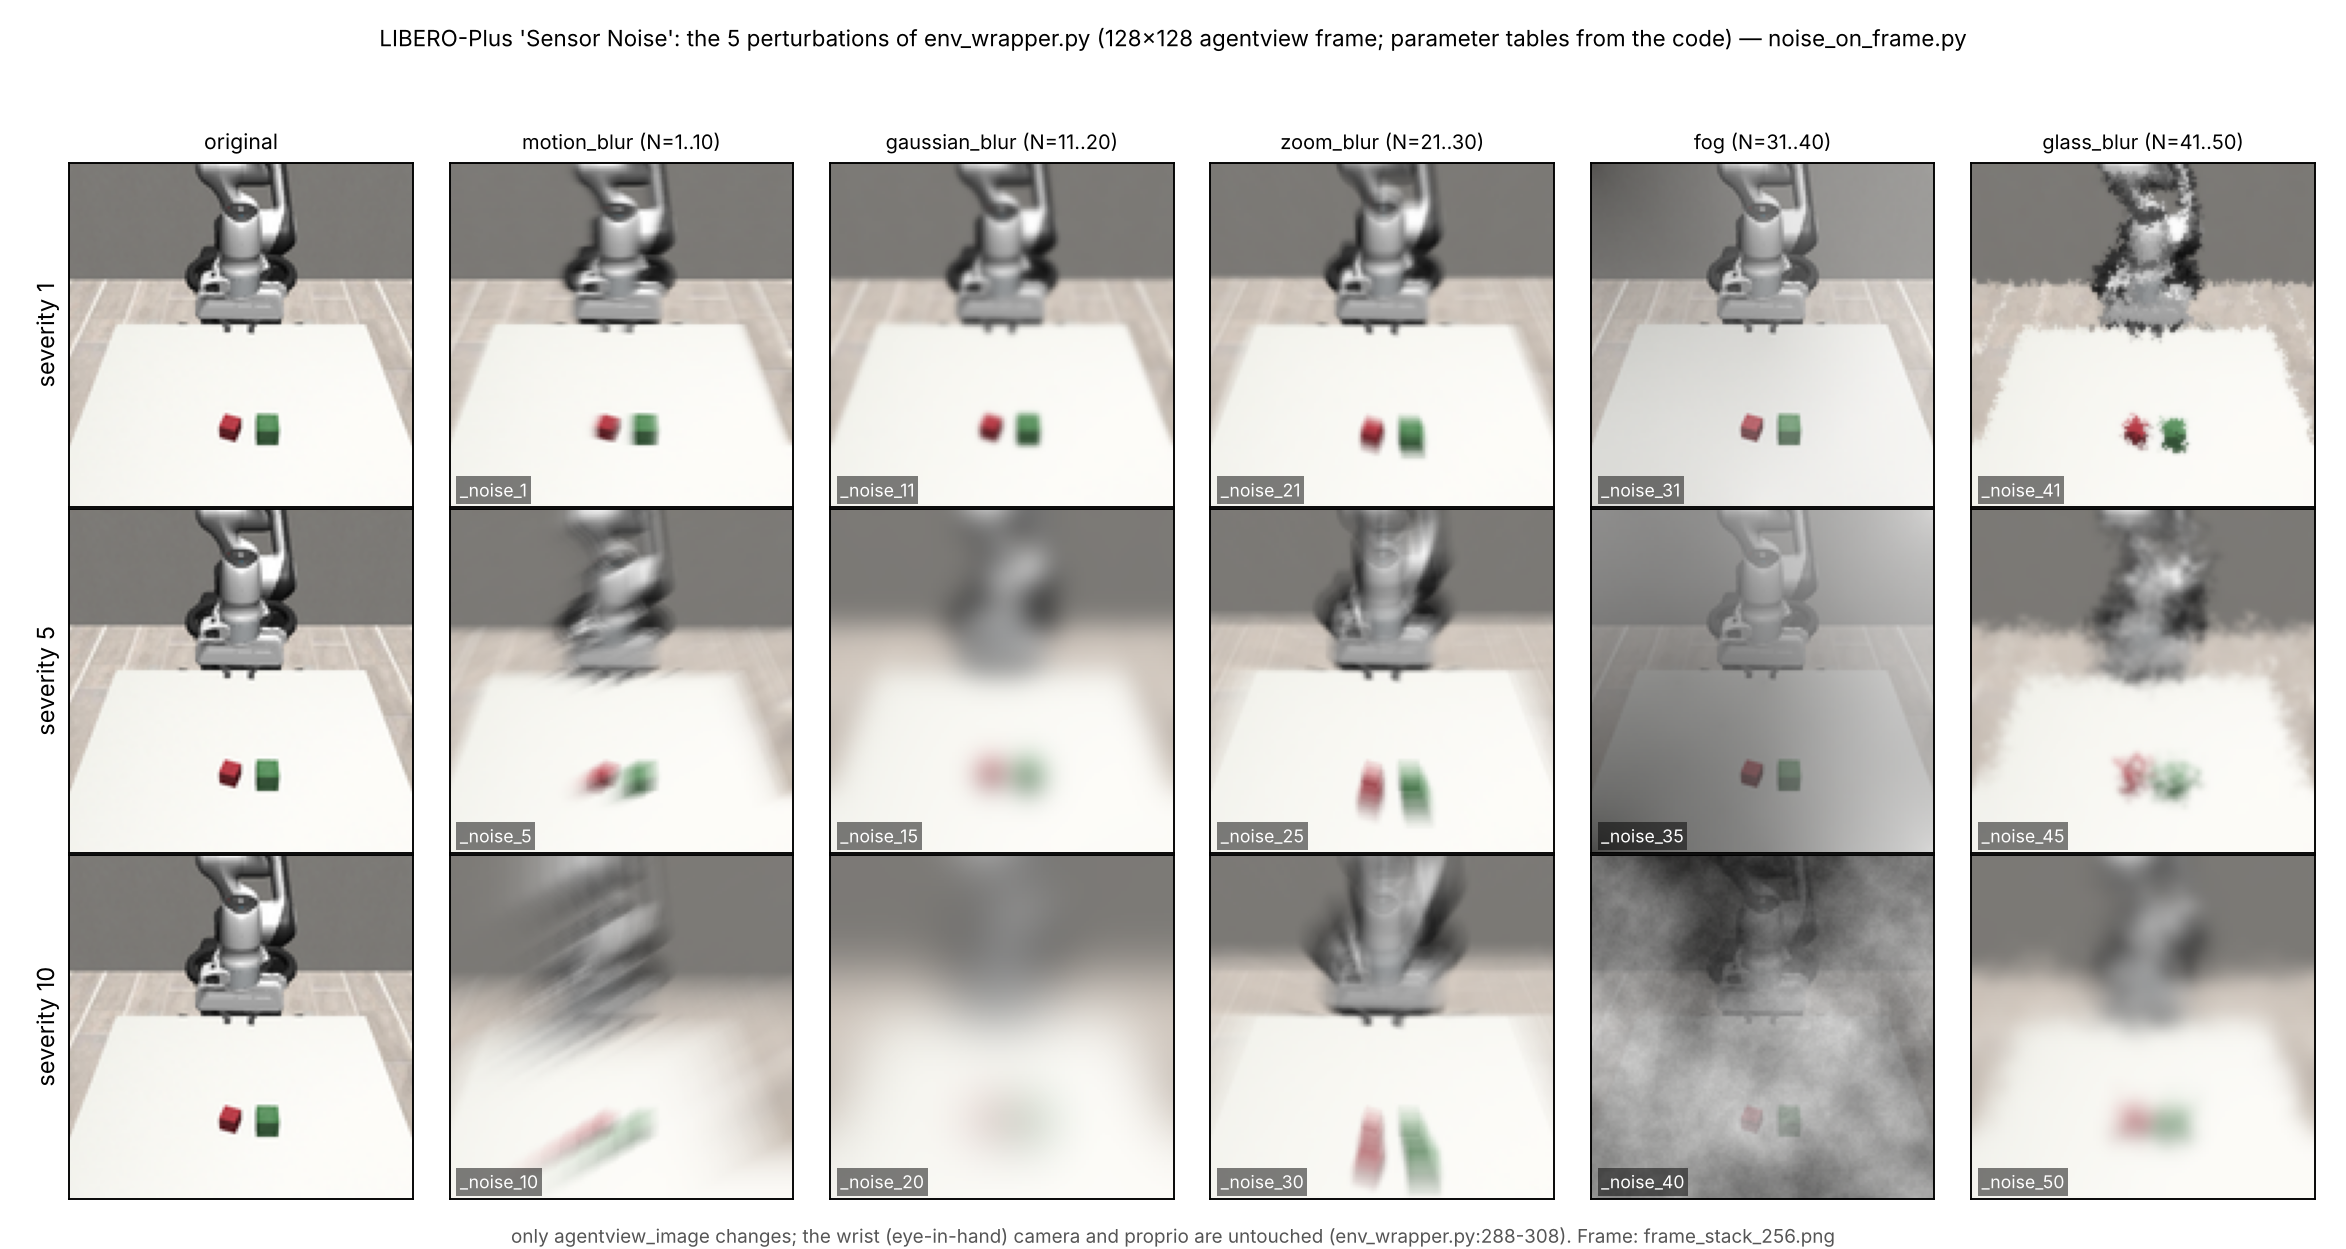 LIBERO-Plus 'Sensor Noise': the 5 perturbations of env_wrapper.py (128×128 agentview frame; parameter tables from the code) — noise_on_frame.py
original
motion_blur (N=1..10)
gaussian_blur (N=11..20)
zoom_blur (N=21..30)
fog (N=31..40)
glass_blur (N=41..50)
severity 1
_noise_1
_noise_11
_noise_21
_noise_31
_noise_41
severity 5
_noise_5
_noise_15
_noise_25
_noise_35
_noise_45
severity 10
_noise_10
_noise_20
_noise_30
_noise_40
_noise_50
only agentview_image changes; the wrist (eye-in-hand) camera and proprio are untouched (env_wrapper.py:288-308). Frame: frame_stack_256.png